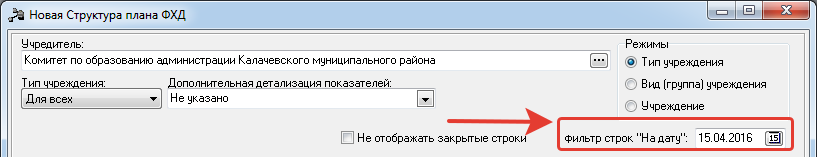 Новая Структура плана ФХД
Учредитель:
Комитет по образованию администрации Калачевского муниципального района
...
Тип учреждения:
Дополнительная детализация показателей:
Для всех
Не указано
Режимы
Тип учреждения
Вид (группа) учреждения
Учреждение
Не отображать закрытые строки
фильтр строк "На дату":
15.04.2016
15